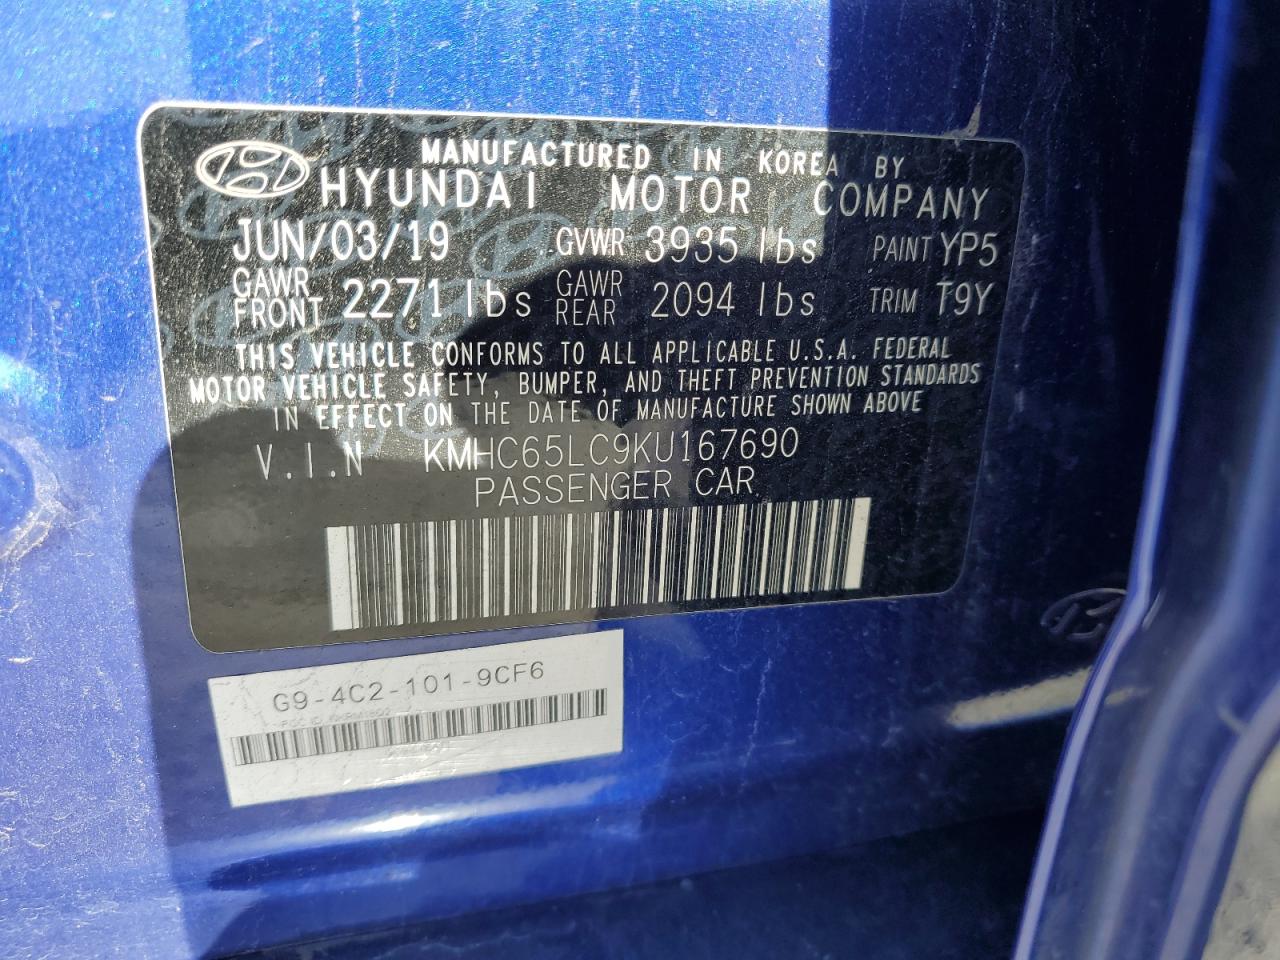 MANUFACTURED IN KOREA BY
HYUNDAI MOTOR COMPANY
JUN/03/19 GVWR 3935 lbs PAINT YP5
GAWR FRONT 2271 lbs GAWR REAR 2094 lbs TRIM T9Y
THIS VEHICLE CONFORMS TO ALL APPLICABLE U.S.A. FEDERAL
MOTOR VEHICLE SAFETY, BUMPER, AND THEFT PREVENTION STANDARDS
IN EFFECT ON THE DATE OF MANUFACTURE SHOWN ABOVE
V.I.N KMHC65LC9KU167690
PASSENGER CAR
G9-4C2-101-9CF6